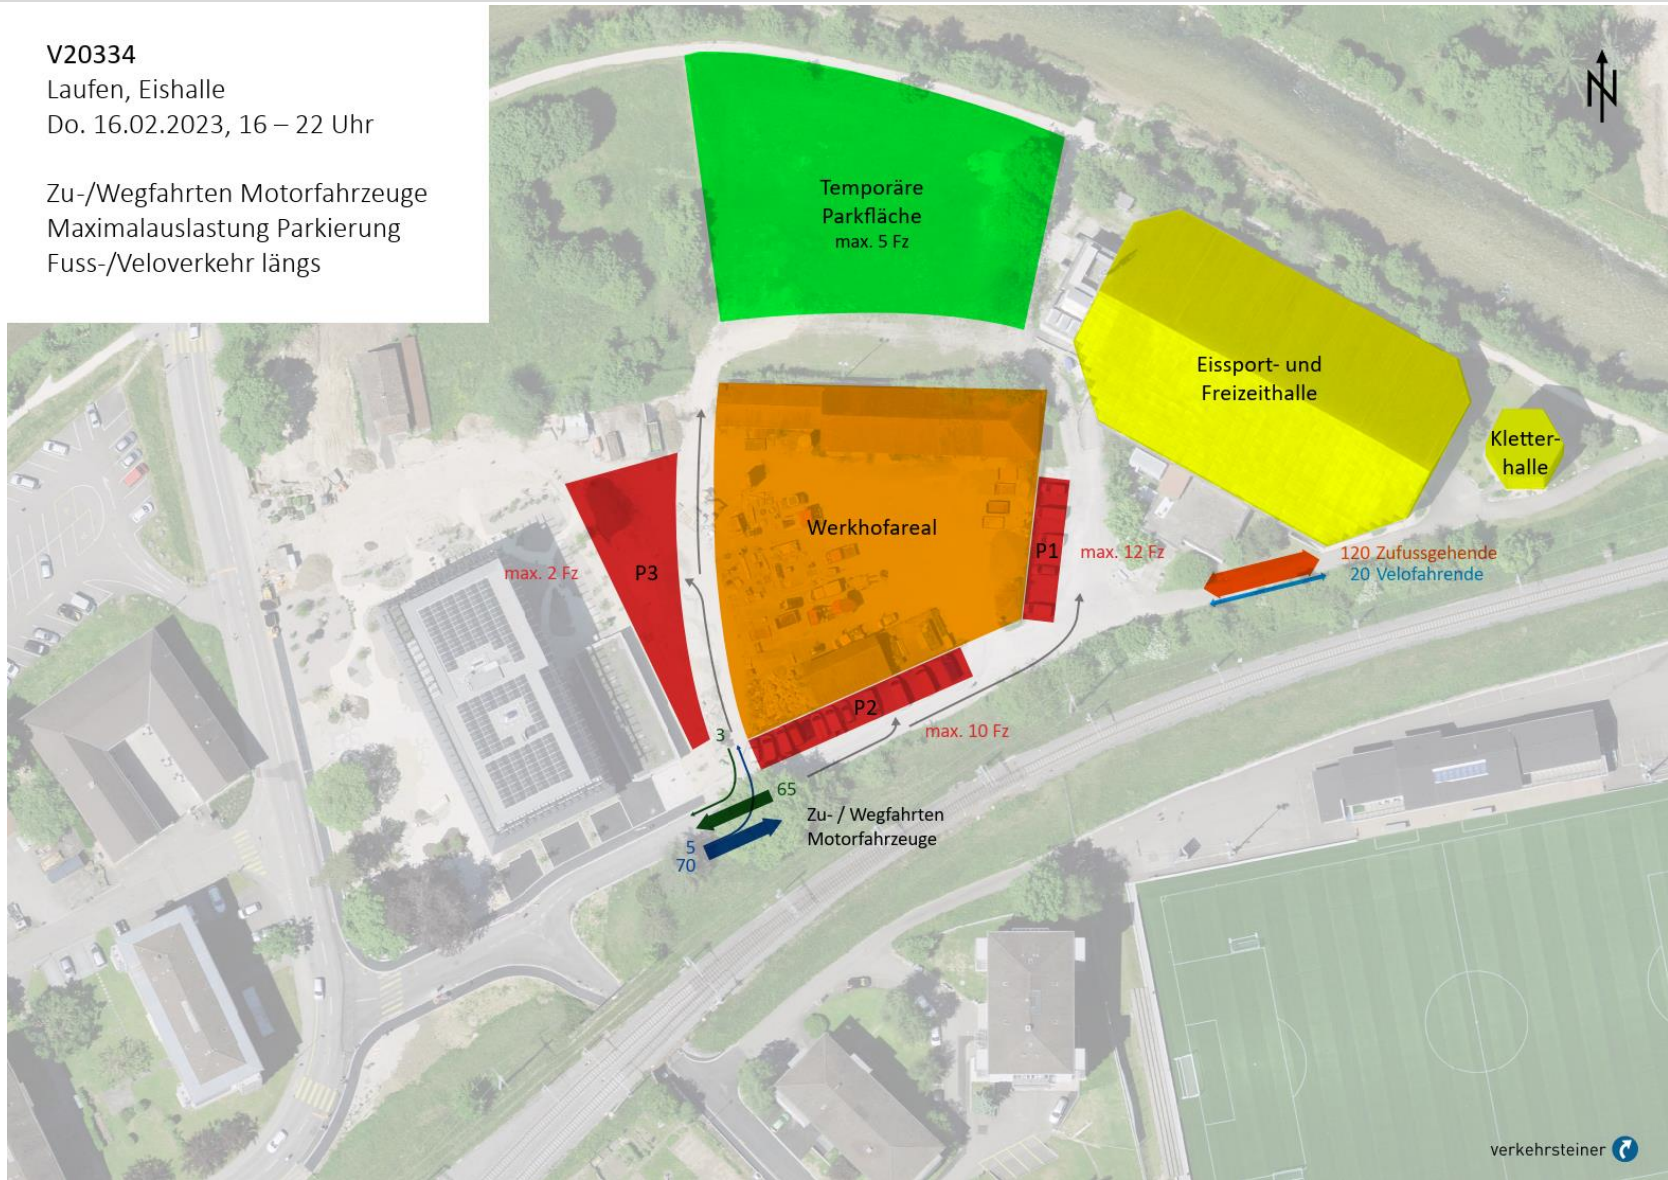 V20334
Laufen, Eishalle
Do. 16.02.2023, 16 – 22 Uhr
Zu-/Wegfahrten Motorfahrzeuge
Maximalauslastung Parkierung
Fuss-/Veloverkehr längs
N
Temporäre
Parkfläche
max. 5 Fz
Eissport- und
Freizeithalle
Kletter-
halle
Werkhofareal
P1
max. 12 Fz
120 Zufussgehende
20 Velofahrende
max. 2 Fz
P3
P2
max. 10 Fz
3
65
Zu- / Wegfahrten
Motorfahrzeuge
5
70
verkehrsteiner